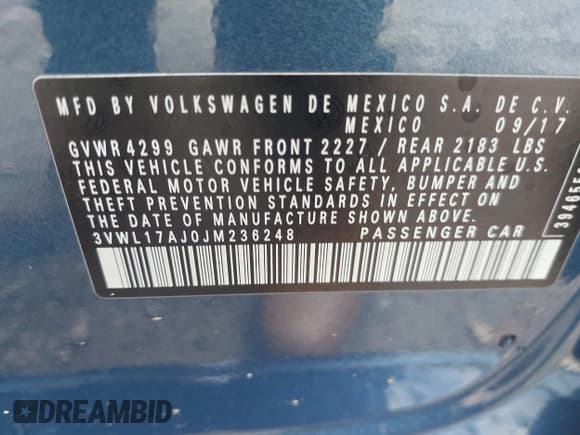 MFD BY VOLKSWAGEN DE MEXICO S.A. DE C.V.
MEXICO 09/17
GVWR 4299 GAWR FRONT 2227 / REAR 2183 LBS
THIS VEHICLE CONFORMS TO ALL APPLICABLE U.S.
FEDERAL MOTOR VEHICLE SAFETY, BUMPER AND
THEFT PREVENTION STANDARDS IN EFFECT ON
THE DATE OF MANUFACTURE SHOWN ABOVE.
3VWL17AJ0JM236248 PASSENGER CAR
DREAMBID